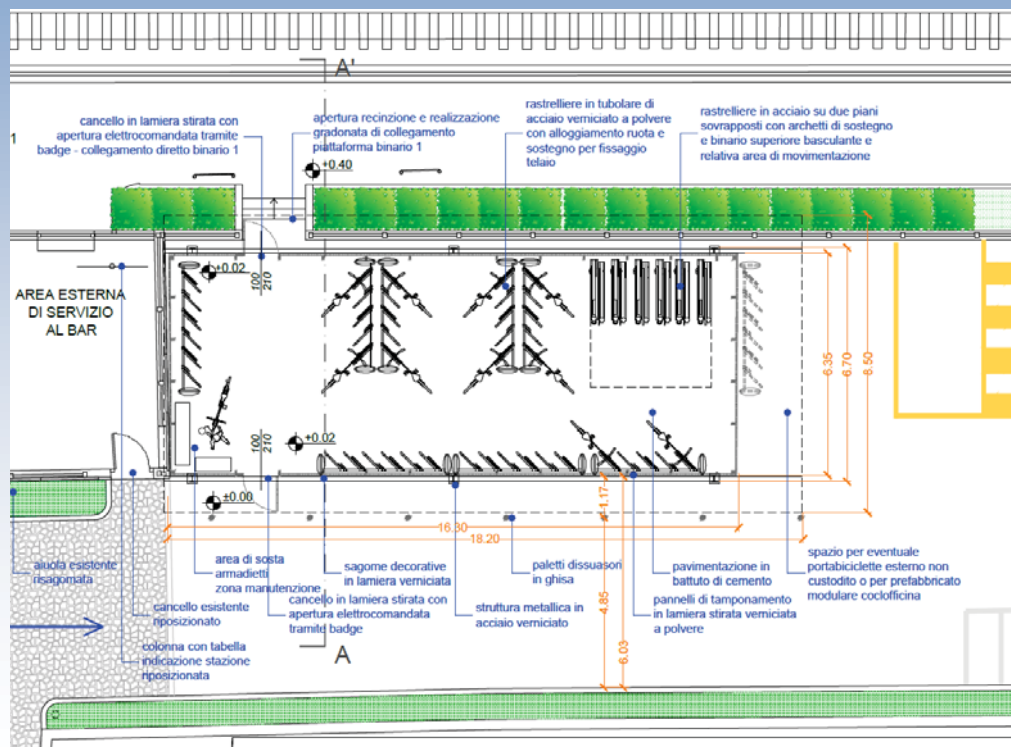 A'
cancello in lamiera stirata con
apertura elettrocomandata tramite
badge - collegamento diretto binario 1
apertura recinzione e realizzazione
gradonata di collegamento
piattaforma binario 1
rastrelliere in tubolare di
acciaio verniciato a polvere
con alloggiamento ruota e
sostegno per fissaggio
telaio
rastrelliere in acciaio su due piani
sovrapposti con archetti di sostegno
e binario superiore basculante e
relativa area di movimentazione
1
+0.40
+0.02
100
210
AREA ESTERNA
DI SERVIZIO
AL BAR
6.35
6.70
8.50
+0.02
100
210
±0.00
1.17
16.30
18.20
aiuola esistente
risagomata
area di sosta
armadietti
zona manutenzione
sagome decorative
in lamiera verniciata
paletti dissuasori
in ghisa
pavimentazione in
battuto di cemento
spazio per eventuale
portabiciclette esterno non
custodito o per prefabbricato
modulare coclofficina
cancello esistente
riposizionato
cancello in lamiera stirata con
apertura elettrocomandata
tramite badge
struttura metallica in
acciaio verniciato
pannelli di tamponamento
in lamiera stirata verniciata
a polvere
4.85
6.03
colonna con tabella
indicazione stazione
riposizionata
A